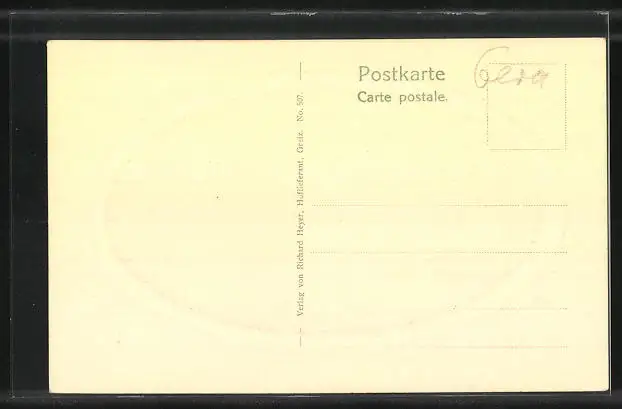 Postkarte
Carte postale.
Gera
Verlag von Richard Heyer, Hoflieferant, Greiz. No. 507.